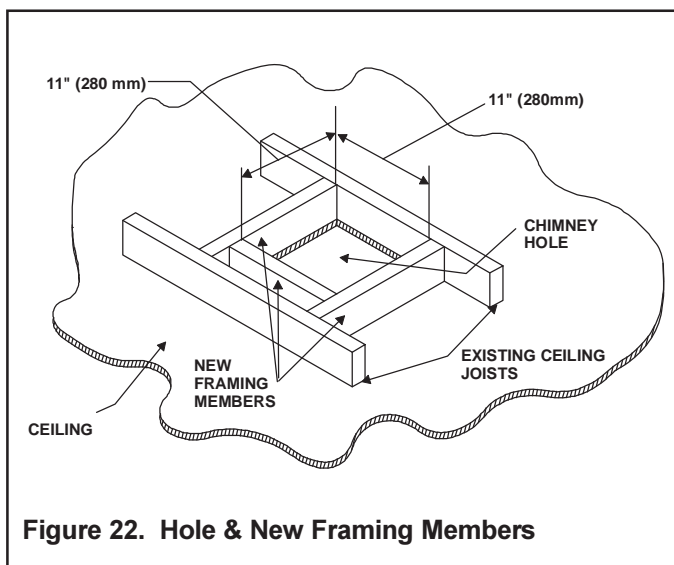 11" (280 mm)
11" (280mm)
CHIMNEY
HOLE
EXISTING CEILING
JOISTS
NEW
FRAMING
MEMBERS
CEILING
Figure 22. Hole & New Framing Members